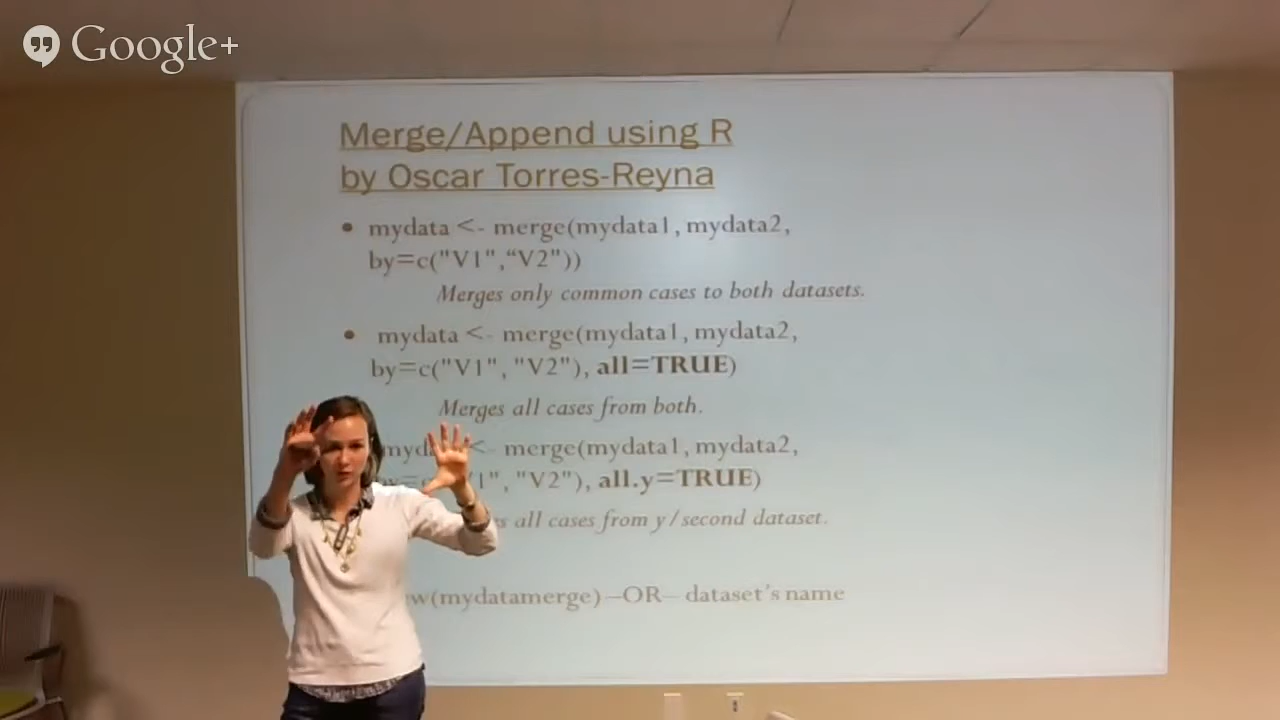 Google+
Merge/Append using R
by Oscar Torres-Reyna
• mydata <- merge(mydata1, mydata2,
by=c("V1",“V2"))
Merges only common cases to both datasets.
• mydata <- merge(mydata1, mydata2,
by=c("V1", "V2"), all=TRUE)
Merges all cases from both.
<- merge(mydata1, mydata2,
"V2"), all.y=TRUE)
all cases from y/second dataset.
(mydatamerge) –OR– dataset's name